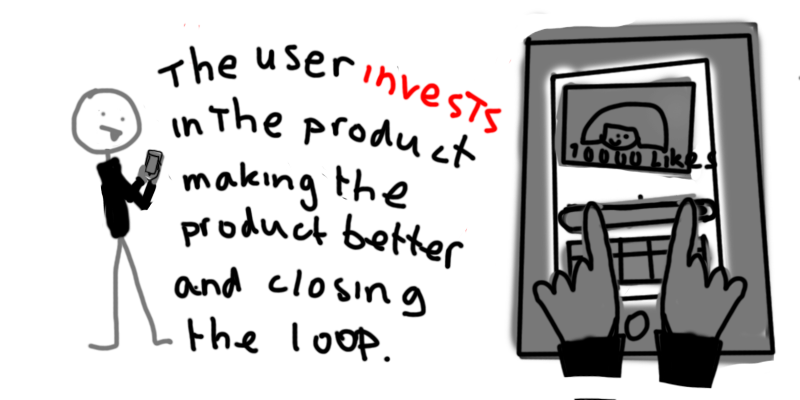 The user invests
in The product
making the
product better
and closing
the loop.
10000 Likes